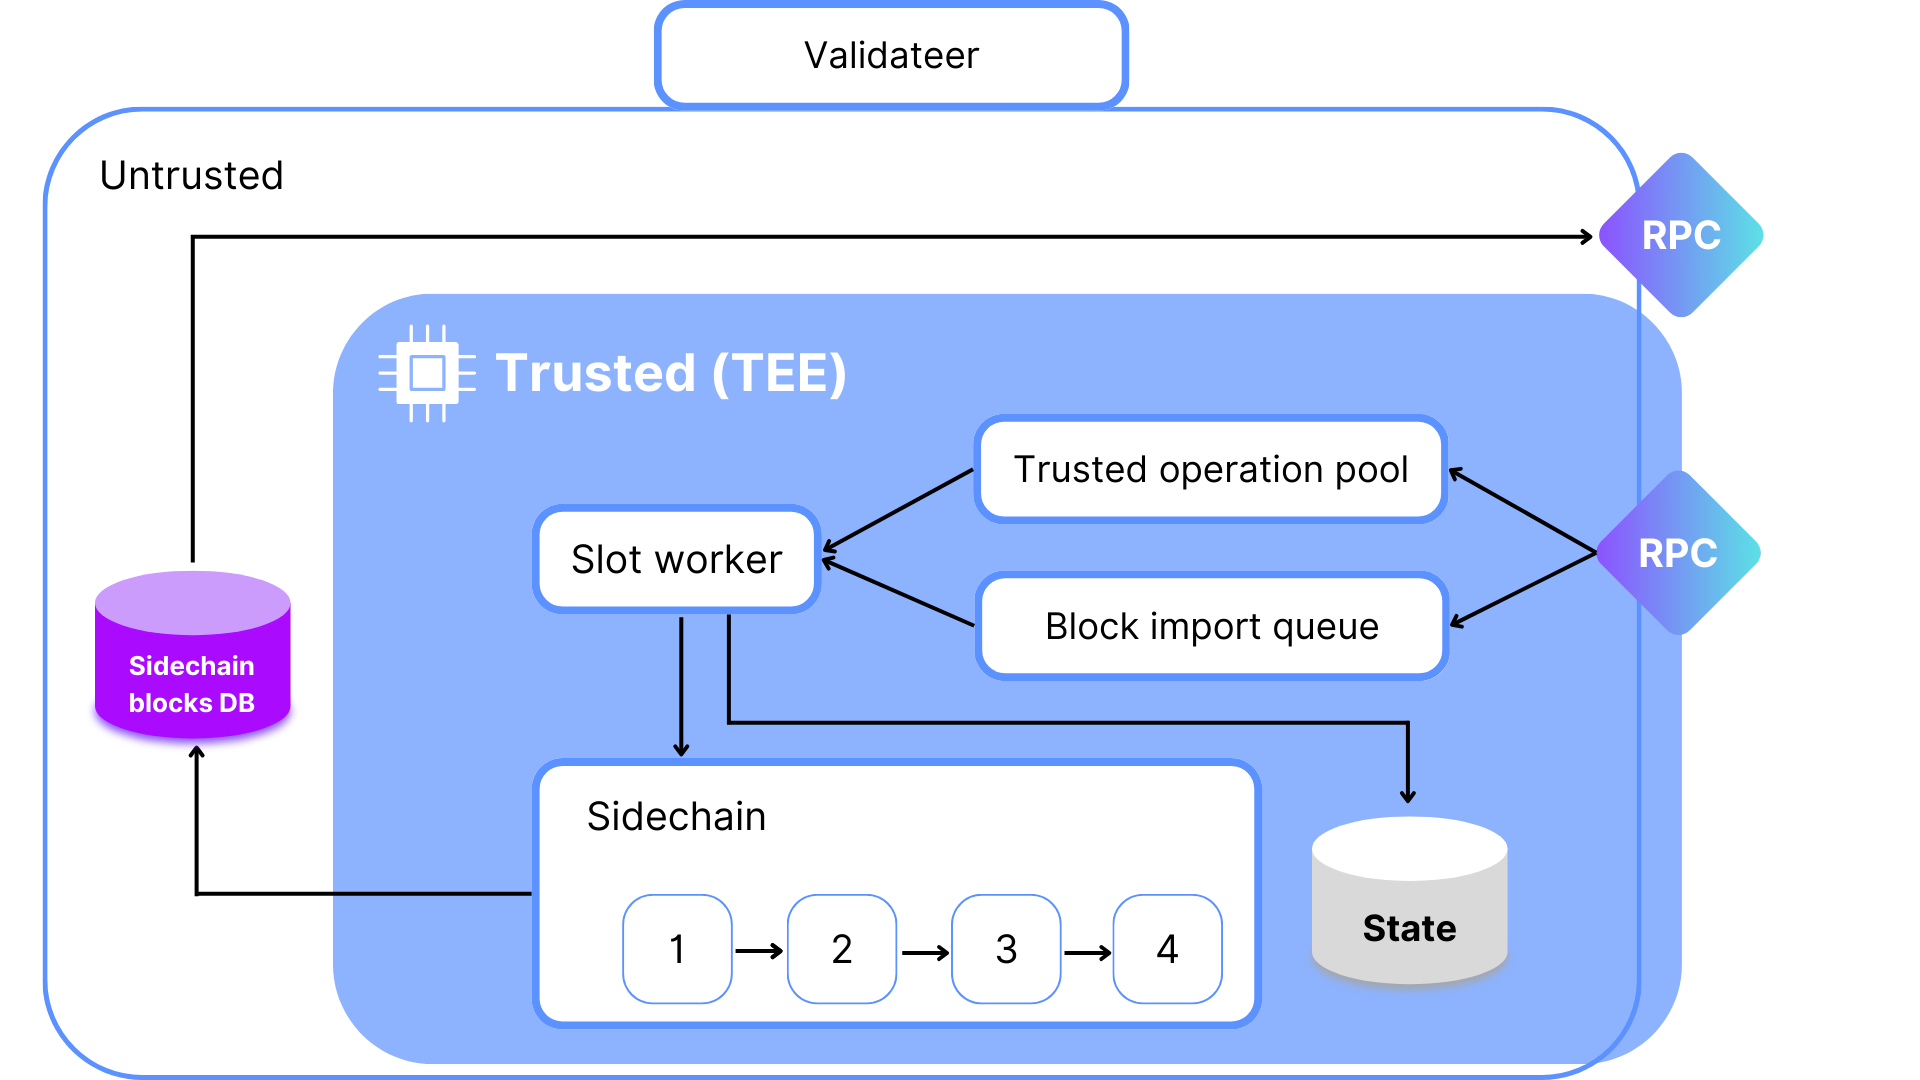 Validateer
Untrusted
RPC
Trusted (TEE)
Trusted operation pool
Slot worker
RPC
Block import queue
Sidechain
blocks DB
Sidechain
1
2
3
4
State